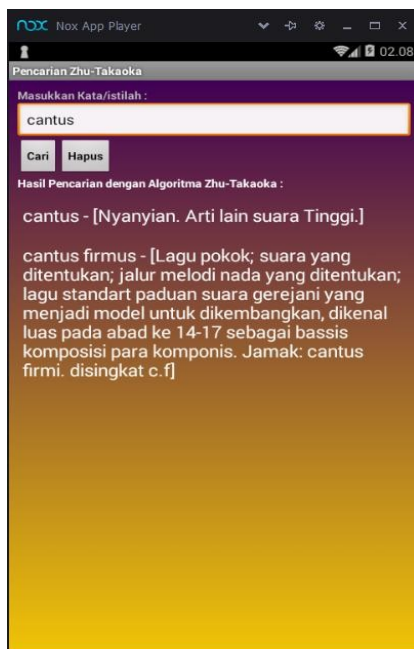 nox Nox App Player
02.08
Pencarian Zhu-Takaoka
Masukkan Kata/istilah :
cantus
Cari Hapus
Hasil Pencarian dengan Algoritma Zhu-Takaoka :
cantus - [Nyanyian. Arti lain suara Tinggi.]
cantus firmus - [Lagu pokok; suara yang
ditentukan; jalur melodi nada yang ditentukan;
lagu standart paduan suara gerejani yang
menjadi model untuk dikembangkan, dikenal
luas pada abad ke 14-17 sebagai bassis
komposisi para komponis. Jamak: cantus
firmi. disingkat c.f]